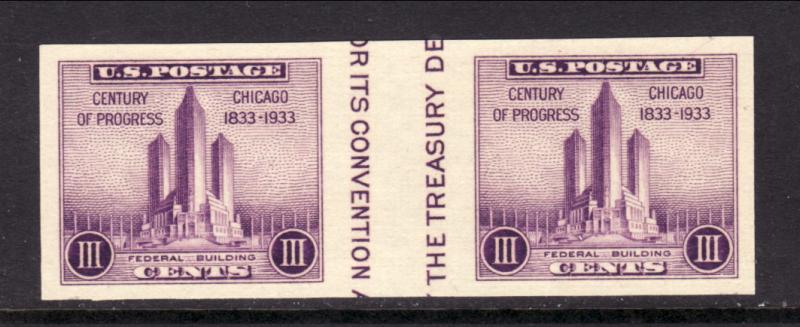 U.S. POSTAGE
CENTURY OF PROGRESS
CHICAGO 1833-1933
III
III
FEDERAL BUILDING
CENTS
OR ITS CONVENTION A
THE TREASURY DE
U.S. POSTAGE
CENTURY OF PROGRESS
CHICAGO 1833-1933
III
III
FEDERAL BUILDING
CENTS